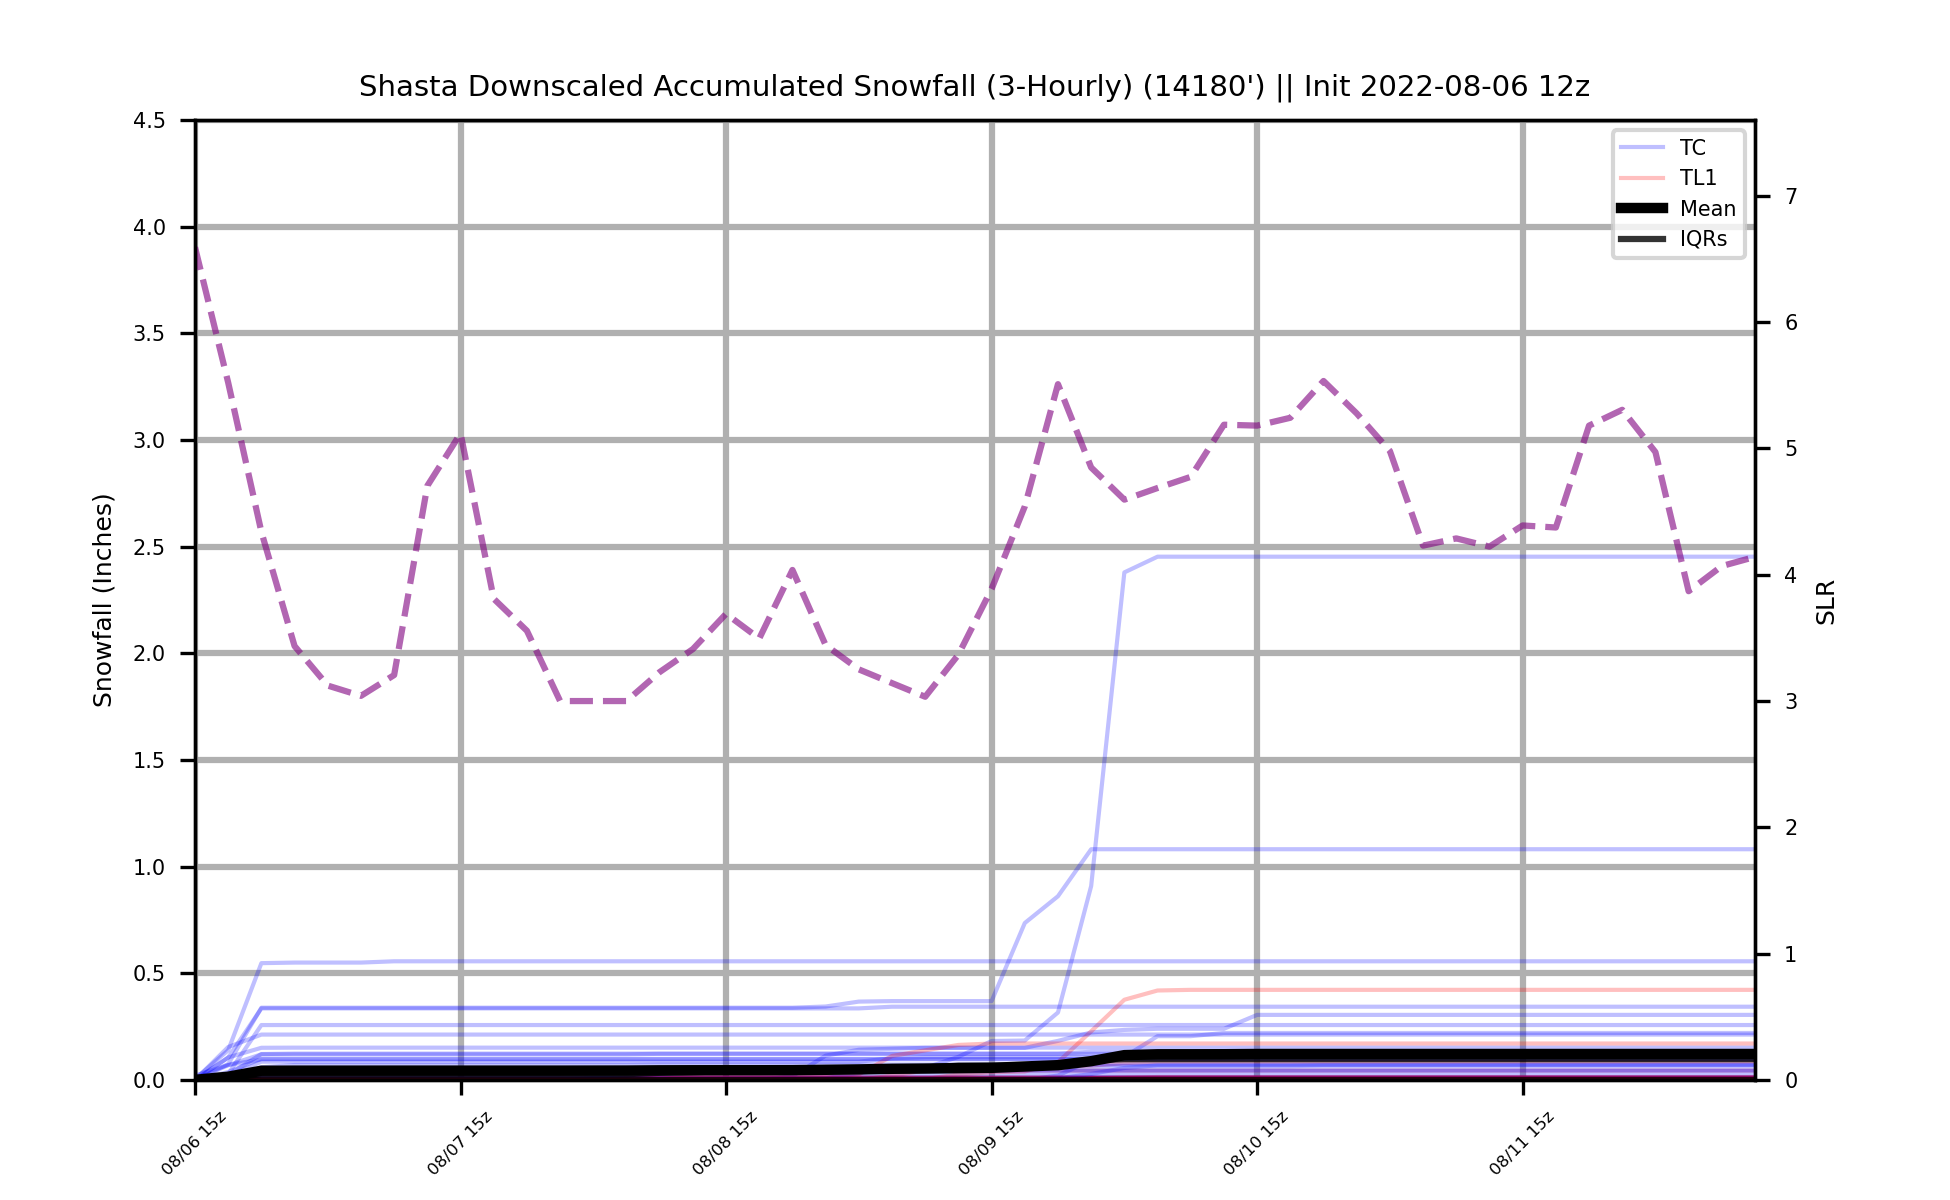 Shasta Downscaled Accumulated Snowfall (3-Hourly) (14180') || Init 2022-08-06 12z
4.5
4.0
3.5
3.0
2.5
2.0
1.5
1.0
0.5
0.0
Snowfall (Inches)
TC
TL1
Mean
IQRs
7
6
5
4
3
2
1
0
SLR
08/06 15z
08/07 15z
08/08 15z
08/09 15z
08/10 15z
08/11 15z